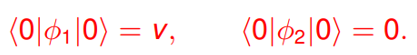 ⟨0|ϕ₁|0⟩ = v, ⟨0|ϕ₂|0⟩ = 0.